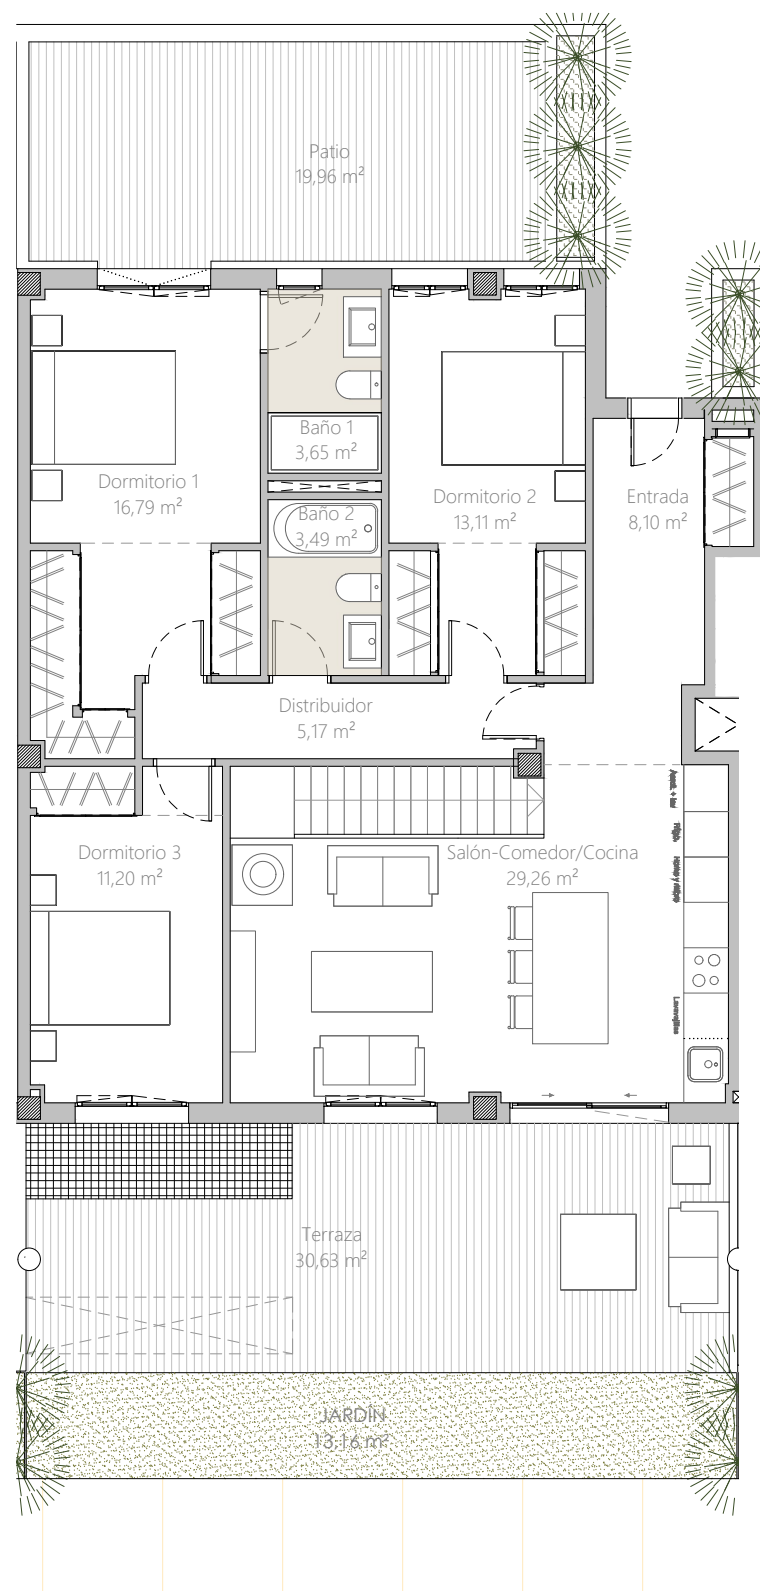 Patio
19,96 m²
Baño 1
3,65 m²
Dormitorio 1
16,79 m²
Dormitorio 2
13,11 m²
Entrada
8,10 m²
Baño 2
3,49 m²
Distribuidor
5,17 m²
Dormitorio 3
11,20 m²
Salón-Comedor/Cocina
29,26 m²
Lavavajillas
Terraza
30,63 m²
JARDÍN
13,16 m²